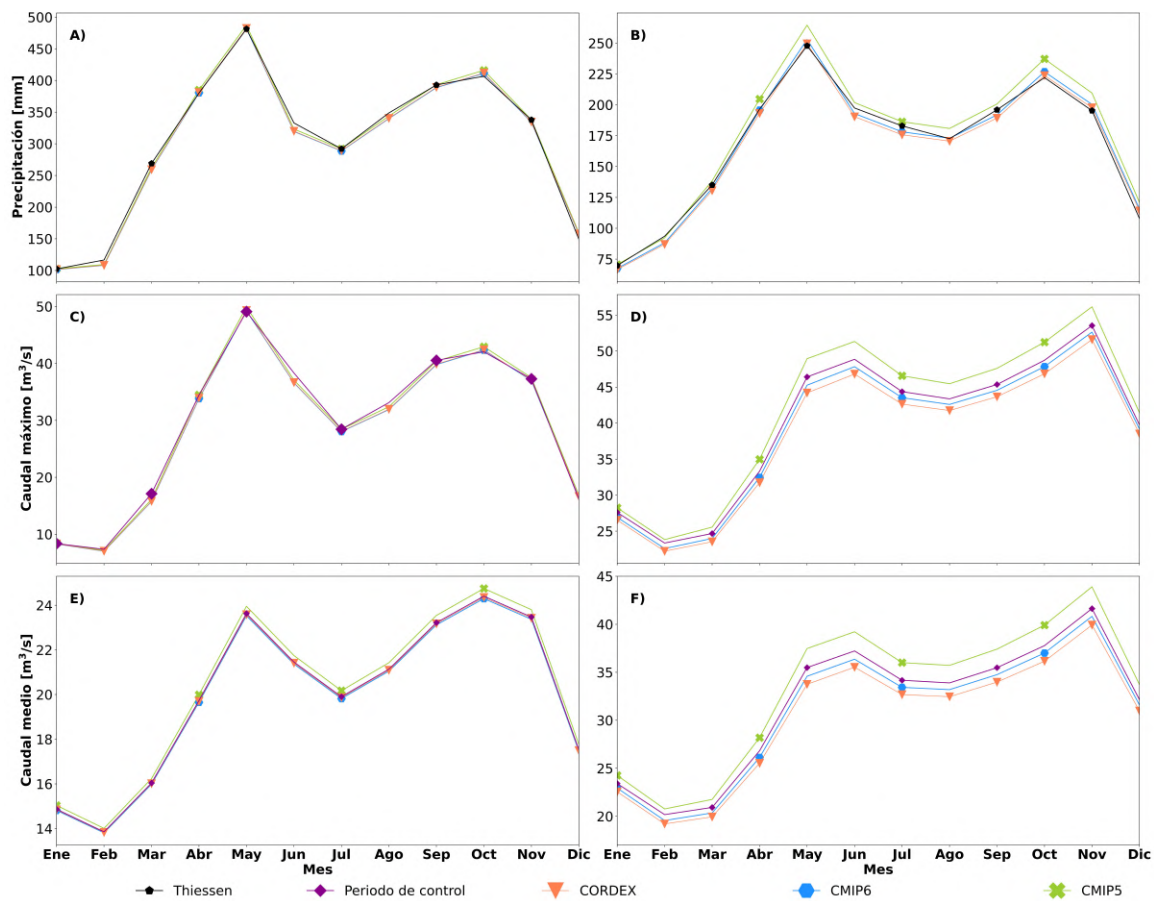 A)
Precipitación [mm]
500
450
400
350
300
250
200
150
100
B)
250
225
200
175
150
125
100
75
C)
Caudal máximo [m³/s]
50
40
30
20
10
D)
55
50
45
40
35
30
25
E)
Caudal medio [m³/s]
24
22
20
18
16
14
Ene Feb Mar Abr May Jun Jul Ago Sep Oct Nov Dic
Mes
F)
45
40
35
30
25
20
Ene Feb Mar Abr May Jun Jul Ago Sep Oct Nov Dic
Mes
Thiessen Periodo de control CORDEX CMIP6 CMIP5